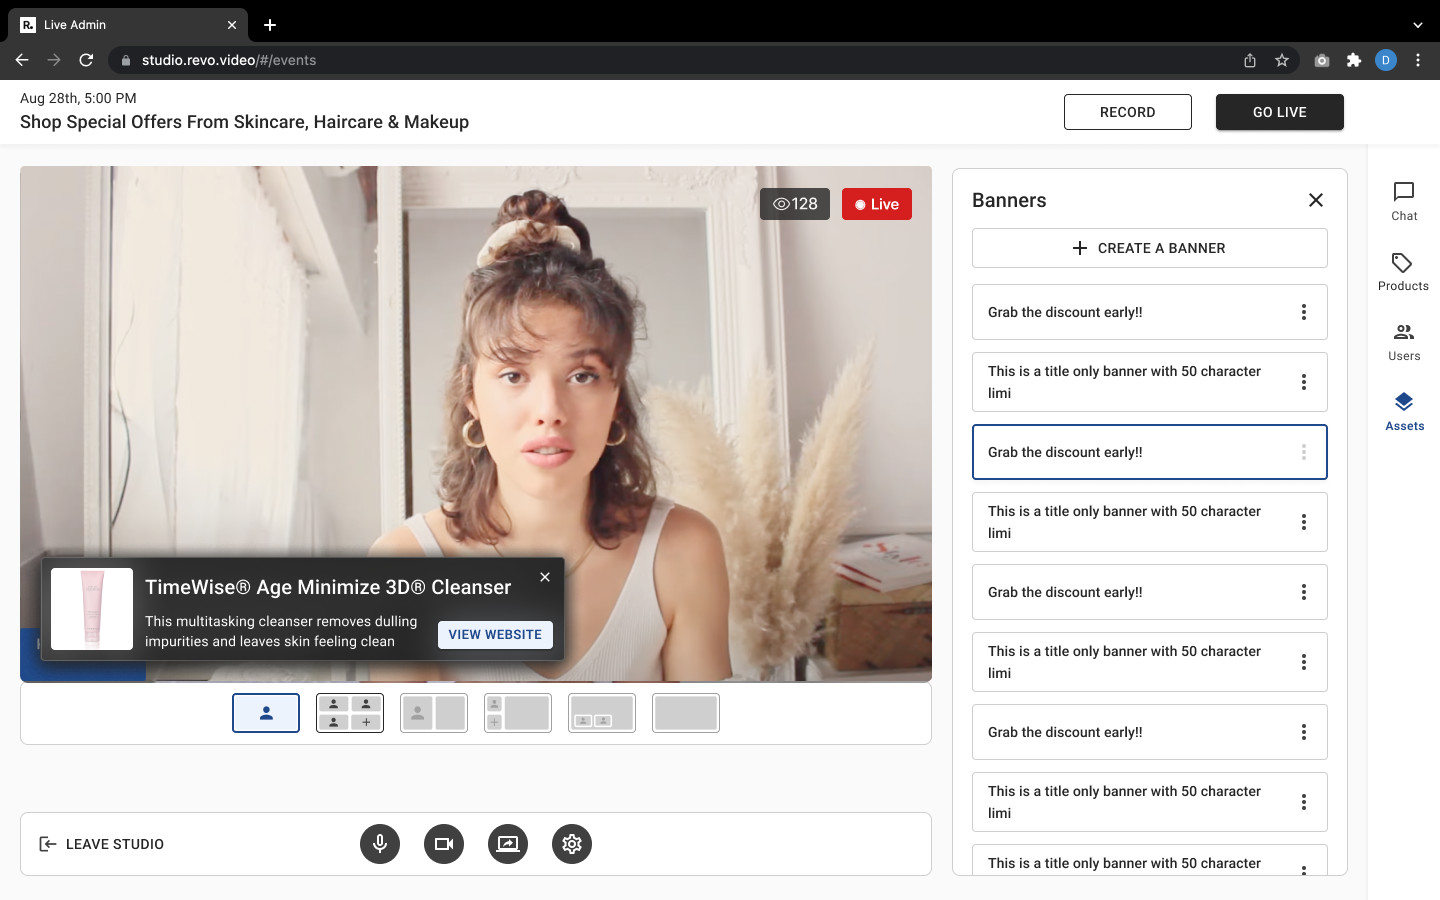 R.
Live Admin
studio.revo.video/#/events
D
Aug 28th, 5:00 PM
Shop Special Offers From Skincare, Haircare & Makeup
RECORD
GO LIVE
128
Live
TimeWise® Age Minimize 3D® Cleanser
This multitasking cleanser removes dulling
impurities and leaves skin feeling clean
VIEW WEBSITE
LEAVE STUDIO
Banners
CREATE A BANNER
Grab the discount early!!
This is a title only banner with 50 character
limi
Grab the discount early!!
This is a title only banner with 50 character
limi
Grab the discount early!!
This is a title only banner with 50 character
limi
Grab the discount early!!
This is a title only banner with 50 character
limi
This is a title only banner with 50 character
Chat
Products
Users
Assets